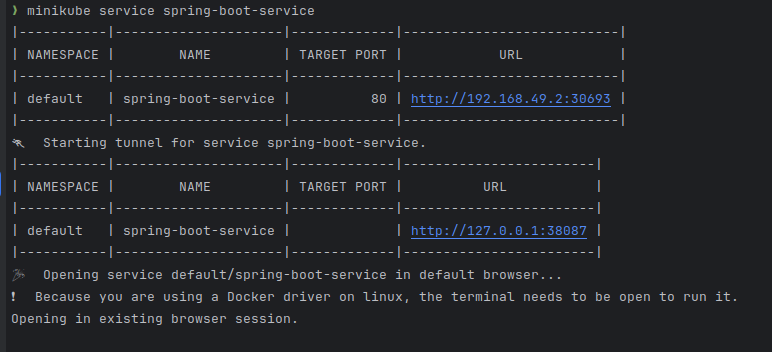 ❯ minikube service spring-boot-service
|-----------|---------------------|-------------|---------------------------|
| NAMESPACE |        NAME         | TARGET PORT |            URL            |
|-----------|---------------------|-------------|---------------------------|
| default   | spring-boot-service |          80 | http://192.168.49.2:30693 |
|-----------|---------------------|-------------|---------------------------|
🏃  Starting tunnel for service spring-boot-service.
|-----------|---------------------|-------------|------------------------|
| NAMESPACE |        NAME         | TARGET PORT |          URL           |
|-----------|---------------------|-------------|------------------------|
| default   | spring-boot-service |             | http://127.0.0.1:38087 |
|-----------|---------------------|-------------|------------------------|
🎉  Opening service default/spring-boot-service in default browser...
❗  Because you are using a Docker driver on linux, the terminal needs to be open to run it.
Opening in existing browser session.